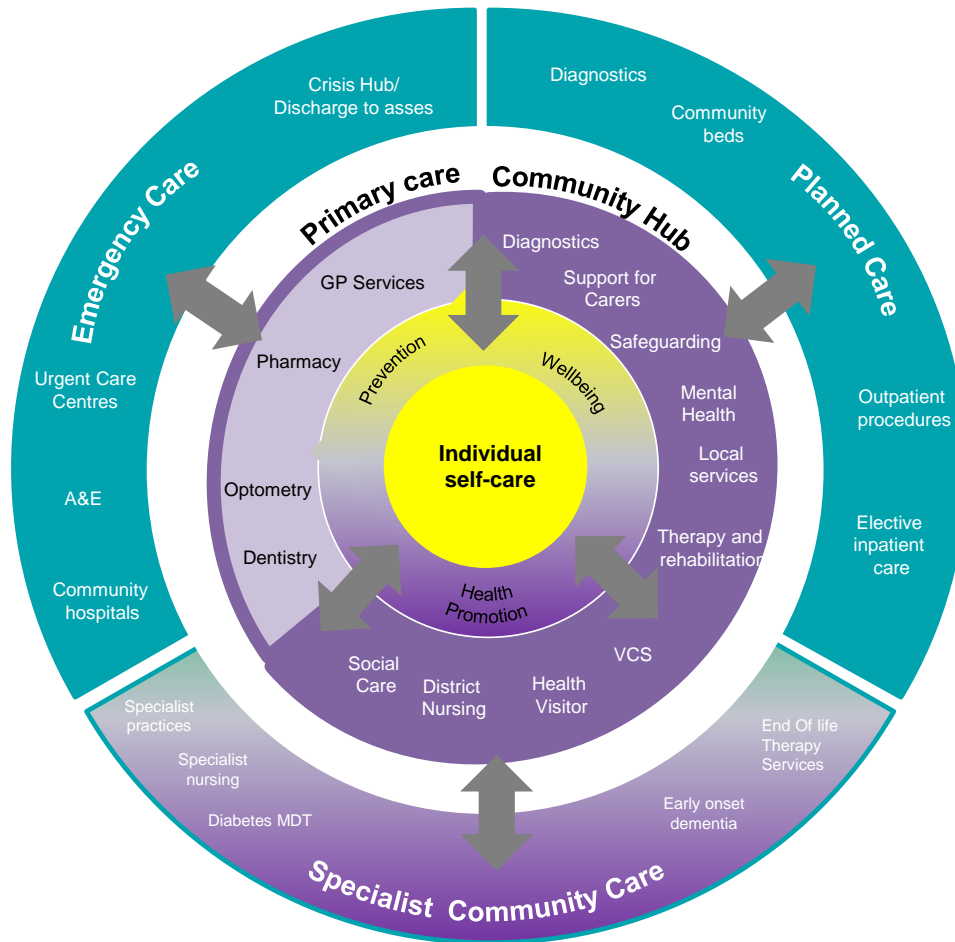 Crisis Hub/
Discharge to asses
Diagnostics
Community
beds
Emergency Care
Planned Care
Primary care
Community Hub
Diagnostics
GP Services
Support for
Carers
Safeguarding
Pharmacy
Prevention
Wellbeing
Urgent Care
Centres
Mental
Health
Outpatient
procedures
Individual
self-care
Local
services
A&E
Optometry
Dentistry
Therapy and
rehabilitation
Elective
inpatient
care
Community
hospitals
Health
Promotion
VCS
Social
Care
District
Nursing
Health
Visitor
Specialist
practices
Specialist
nursing
Diabetes MDT
End Of life
Therapy
Services
Early onset
dementia
Specialist Community Care